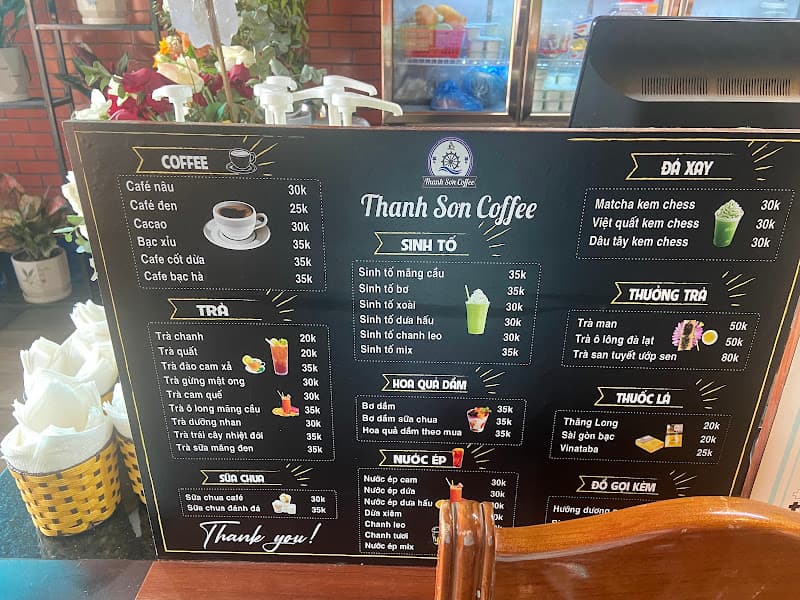 COFFEE
Café nâu 30k
Café đen 25k
Cacao 30k
Bạc xỉu 35k
Cafe cốt dừa 35k
Cafe bạc hà 35k
TRÀ
Trà chanh 20k
Trà quất 20k
Trà đào cam xả 35k
Trà gừng mật ong 30k
Trà cam quế 30k
Trà ô long mãng cầu 35k
Trà dưỡng nhan 30k
Trà trái cây nhiệt đới 35k
Trà sữa mãng đen 35k
SỮA CHUA
Sữa chua café 30k
Sữa chua đánh đá 35k
Thank you!
Thanh Son Coffee
Thanh Son Coffee
SINH TỐ
Sinh tố mãng cầu 35k
Sinh tố bơ 35k
Sinh tố xoài 30k
Sinh tố dưa hấu 30k
Sinh tố chanh leo 30k
Sinh tố mix 35k
HOA QUẢ DẦM
Bơ dầm 35k
Bơ dầm sữa chua 35k
Hoa quả dầm theo mùa 35k
NƯỚC ÉP
Nước ép cam 30k
Nước ép dứa 30k
Nước ép dưa hấu 30k
Dừa xiêm
Chanh leo
Chanh tươi
Nước ép mix
ĐÁ XAY
Matcha kem chess 30k
Việt quất kem chess 30k
Dâu tây kem chess 30k
THƯỞNG TRÀ
Trà man 50k
Trà ô lông đà lạt 50k
Trà san tuyết ướp sen 80k
THUỐC LÁ
Thăng Long 20k
Sài gòn bạc 20k
Vinataba 25k
ĐỒ GỌI KÈM
Hướng dương